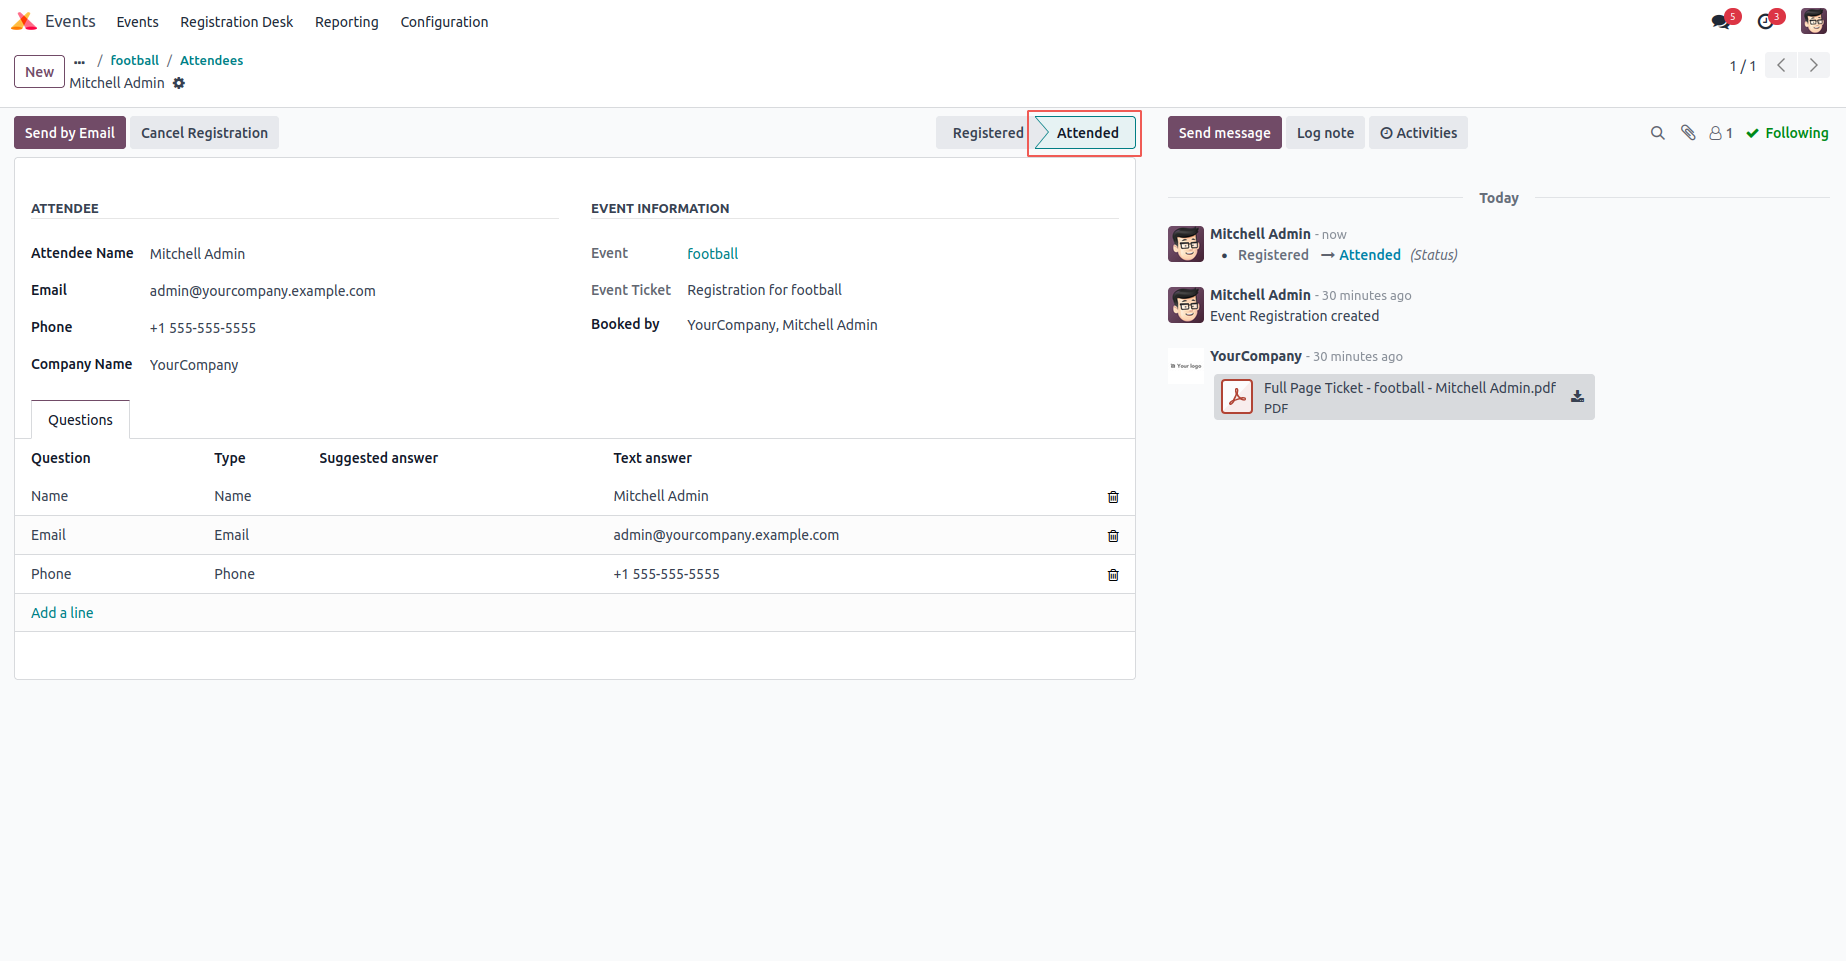 Events Events Registration Desk Reporting Configuration 5 3
New ... / football / Attendees
Mitchell Admin
1 / 1
Send by Email Cancel Registration Registered Attended Send message Log note Activities 1 Following
Today
ATTENDEE EVENT INFORMATION
Attendee Name Mitchell Admin
Email admin@yourcompany.example.com
Phone +1 555-555-5555
Company Name YourCompany
Event football
Event Ticket Registration for football
Booked by YourCompany, Mitchell Admin
Questions
Question Type Suggested answer Text answer
Name Name Mitchell Admin
Email Email admin@yourcompany.example.com
Phone Phone +1 555-555-5555
Add a line
Mitchell Admin - now
• Registered → Attended (Status)
Mitchell Admin - 30 minutes ago
Event Registration created
Your logo
YourCompany - 30 minutes ago
Full Page Ticket - football - Mitchell Admin.pdf
PDF